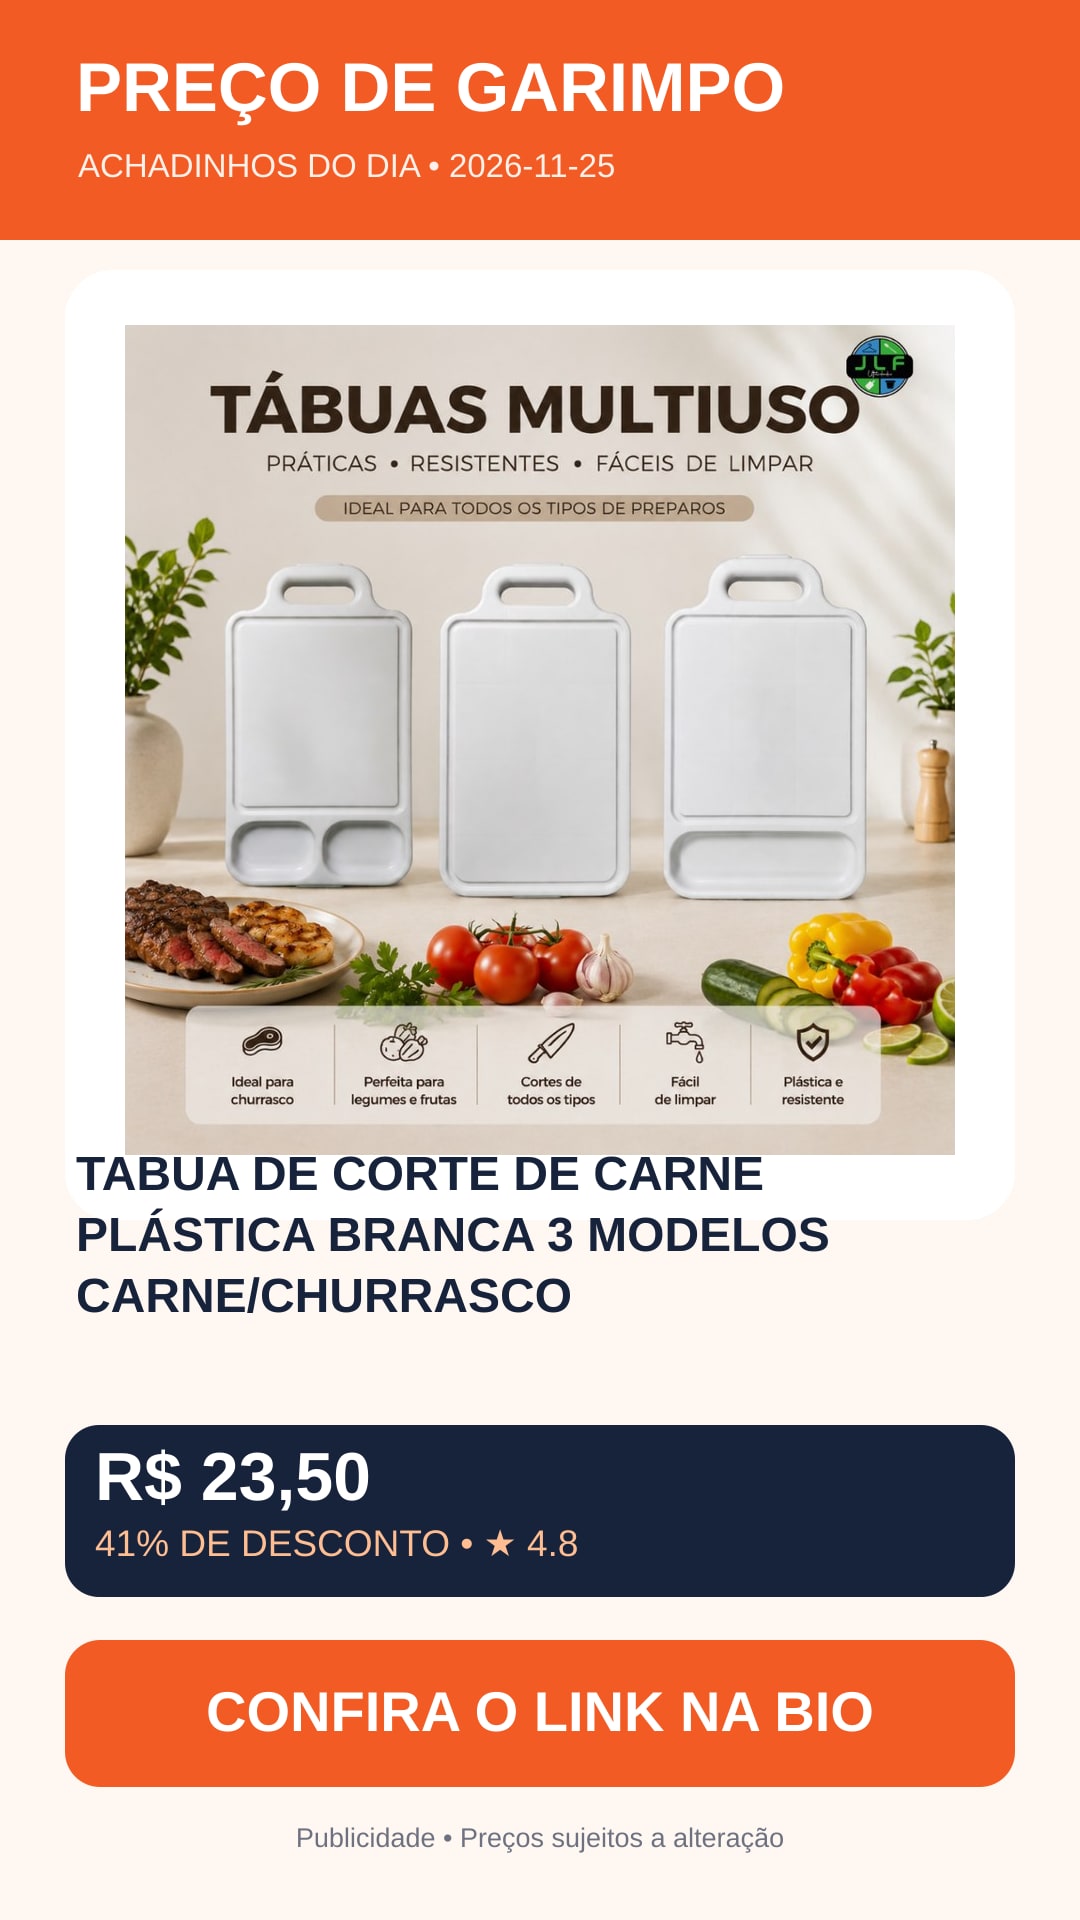 PREÇO DE GARIMPO
ACHADINHOS DO DIA • 2026-11-25
JLF
TÁBUAS MULTIUSO
PRÁTICAS • RESISTENTES • FÁCEIS DE LIMPAR
IDEAL PARA TODOS OS TIPOS DE PREPAROS
Ideal para
churrasco
Perfeita para
legumes e frutas
Cortes de
todos os tipos
Fácil
de limpar
Plástica e
resistente
TABUA DE CORTE DE CARNE
PLÁSTICA BRANCA 3 MODELOS
CARNE/CHURRASCO
R$ 23,50
41% DE DESCONTO • ★ 4.8
CONFIRA O LINK NA BIO
Publicidade • Preços sujeitos a alteração